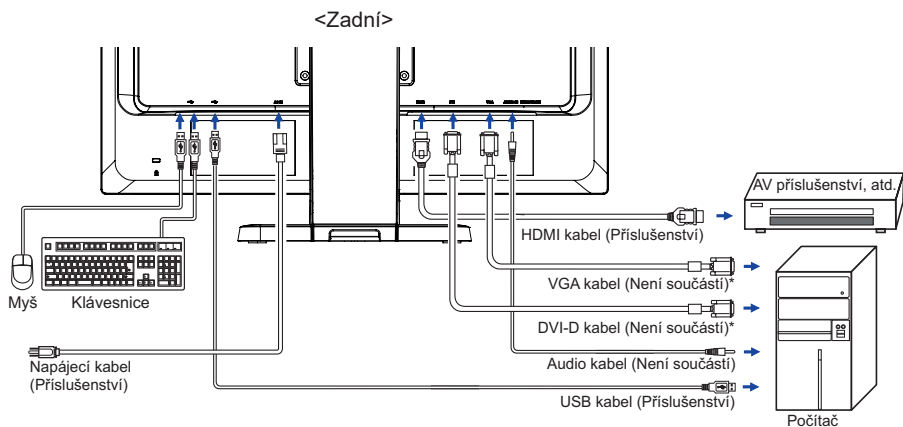 <Zadní>
AV příslušenství, atd.
HDMI kabel (Příslušenství)
VGA kabel (Není součástí)*
Myš
Klávesnice
DVI-D kabel (Není součástí)*
Napájecí kabel
(Příslušenství)
Audio kabel (Není součástí)
USB kabel (Příslušenství)
Počítač